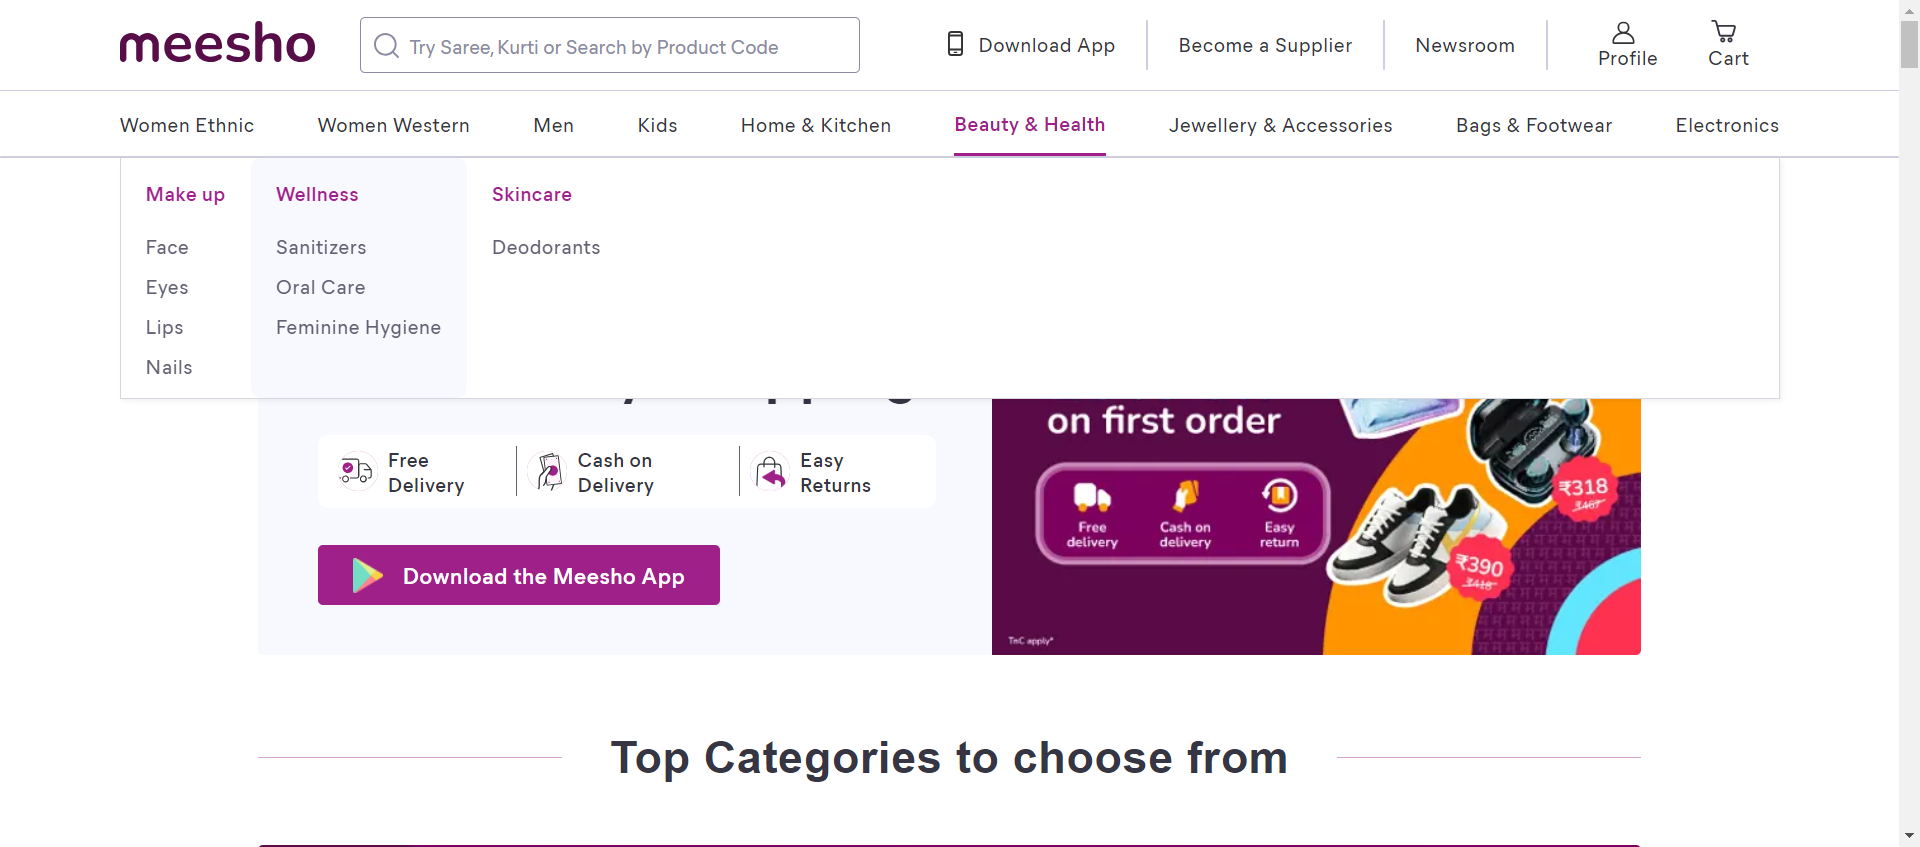 meesho
Try Saree, Kurti or Search by Product Code
Download App
Become a Supplier
Newsroom
Profile
Cart
Women Ethnic
Women Western
Men
Kids
Home & Kitchen
Beauty & Health
Jewellery & Accessories
Bags & Footwear
Electronics
Make up
Face
Eyes
Lips
Nails
Wellness
Sanitizers
Oral Care
Feminine Hygiene
Skincare
Deodorants
Free
Delivery
Cash on
Delivery
Easy
Returns
Download the Meesho App
on first order
Free
delivery
Cash on
delivery
Easy
return
₹318
₹467
₹390
₹418
TnC apply*
Top Categories to choose from